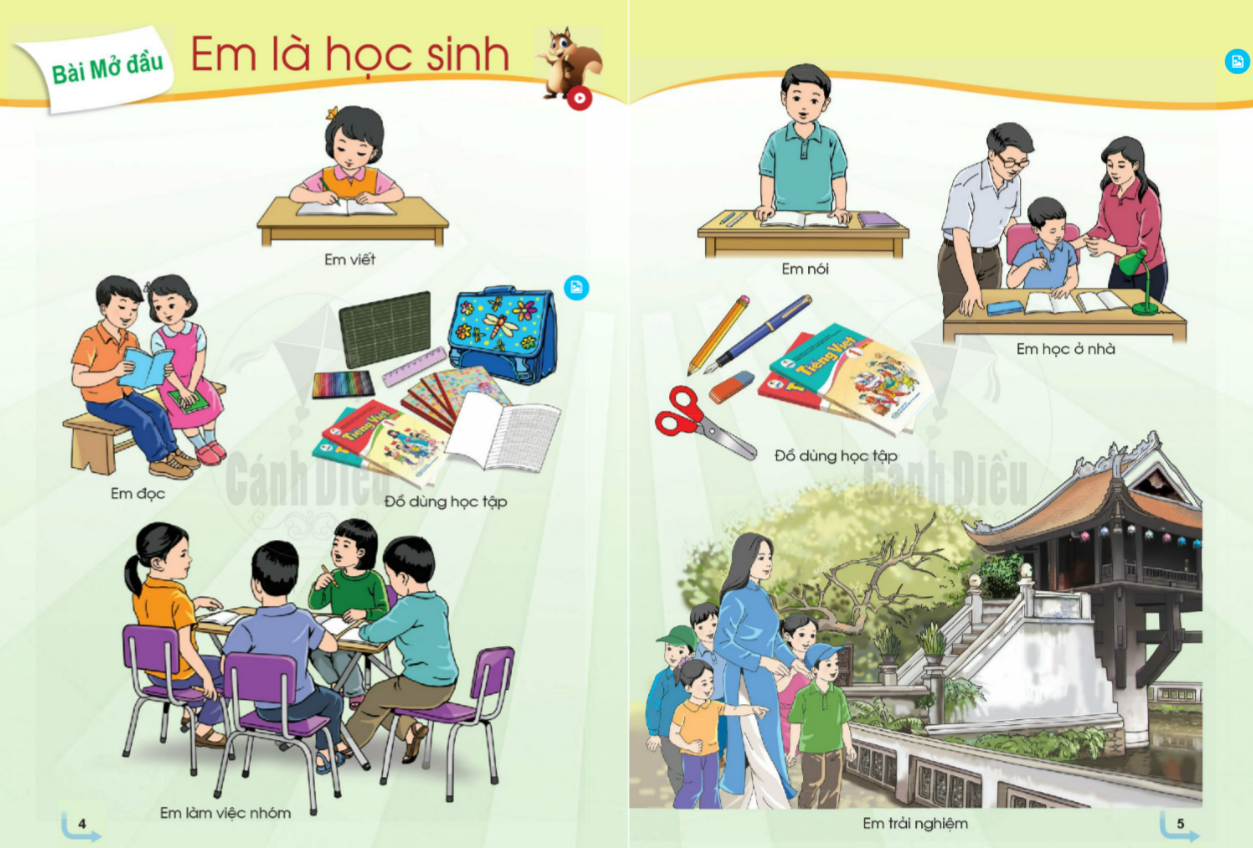 Bài Mở đầu
Em là học sinh
Em viết
Em đọc
Đồ dùng học tập
Tiếng Việt
Cánh Diều
Em làm việc nhóm
4
Em nói
Em học ở nhà
Tiếng Việt 1
Đồ dùng học tập
Cánh Diều
Em trải nghiệm
5